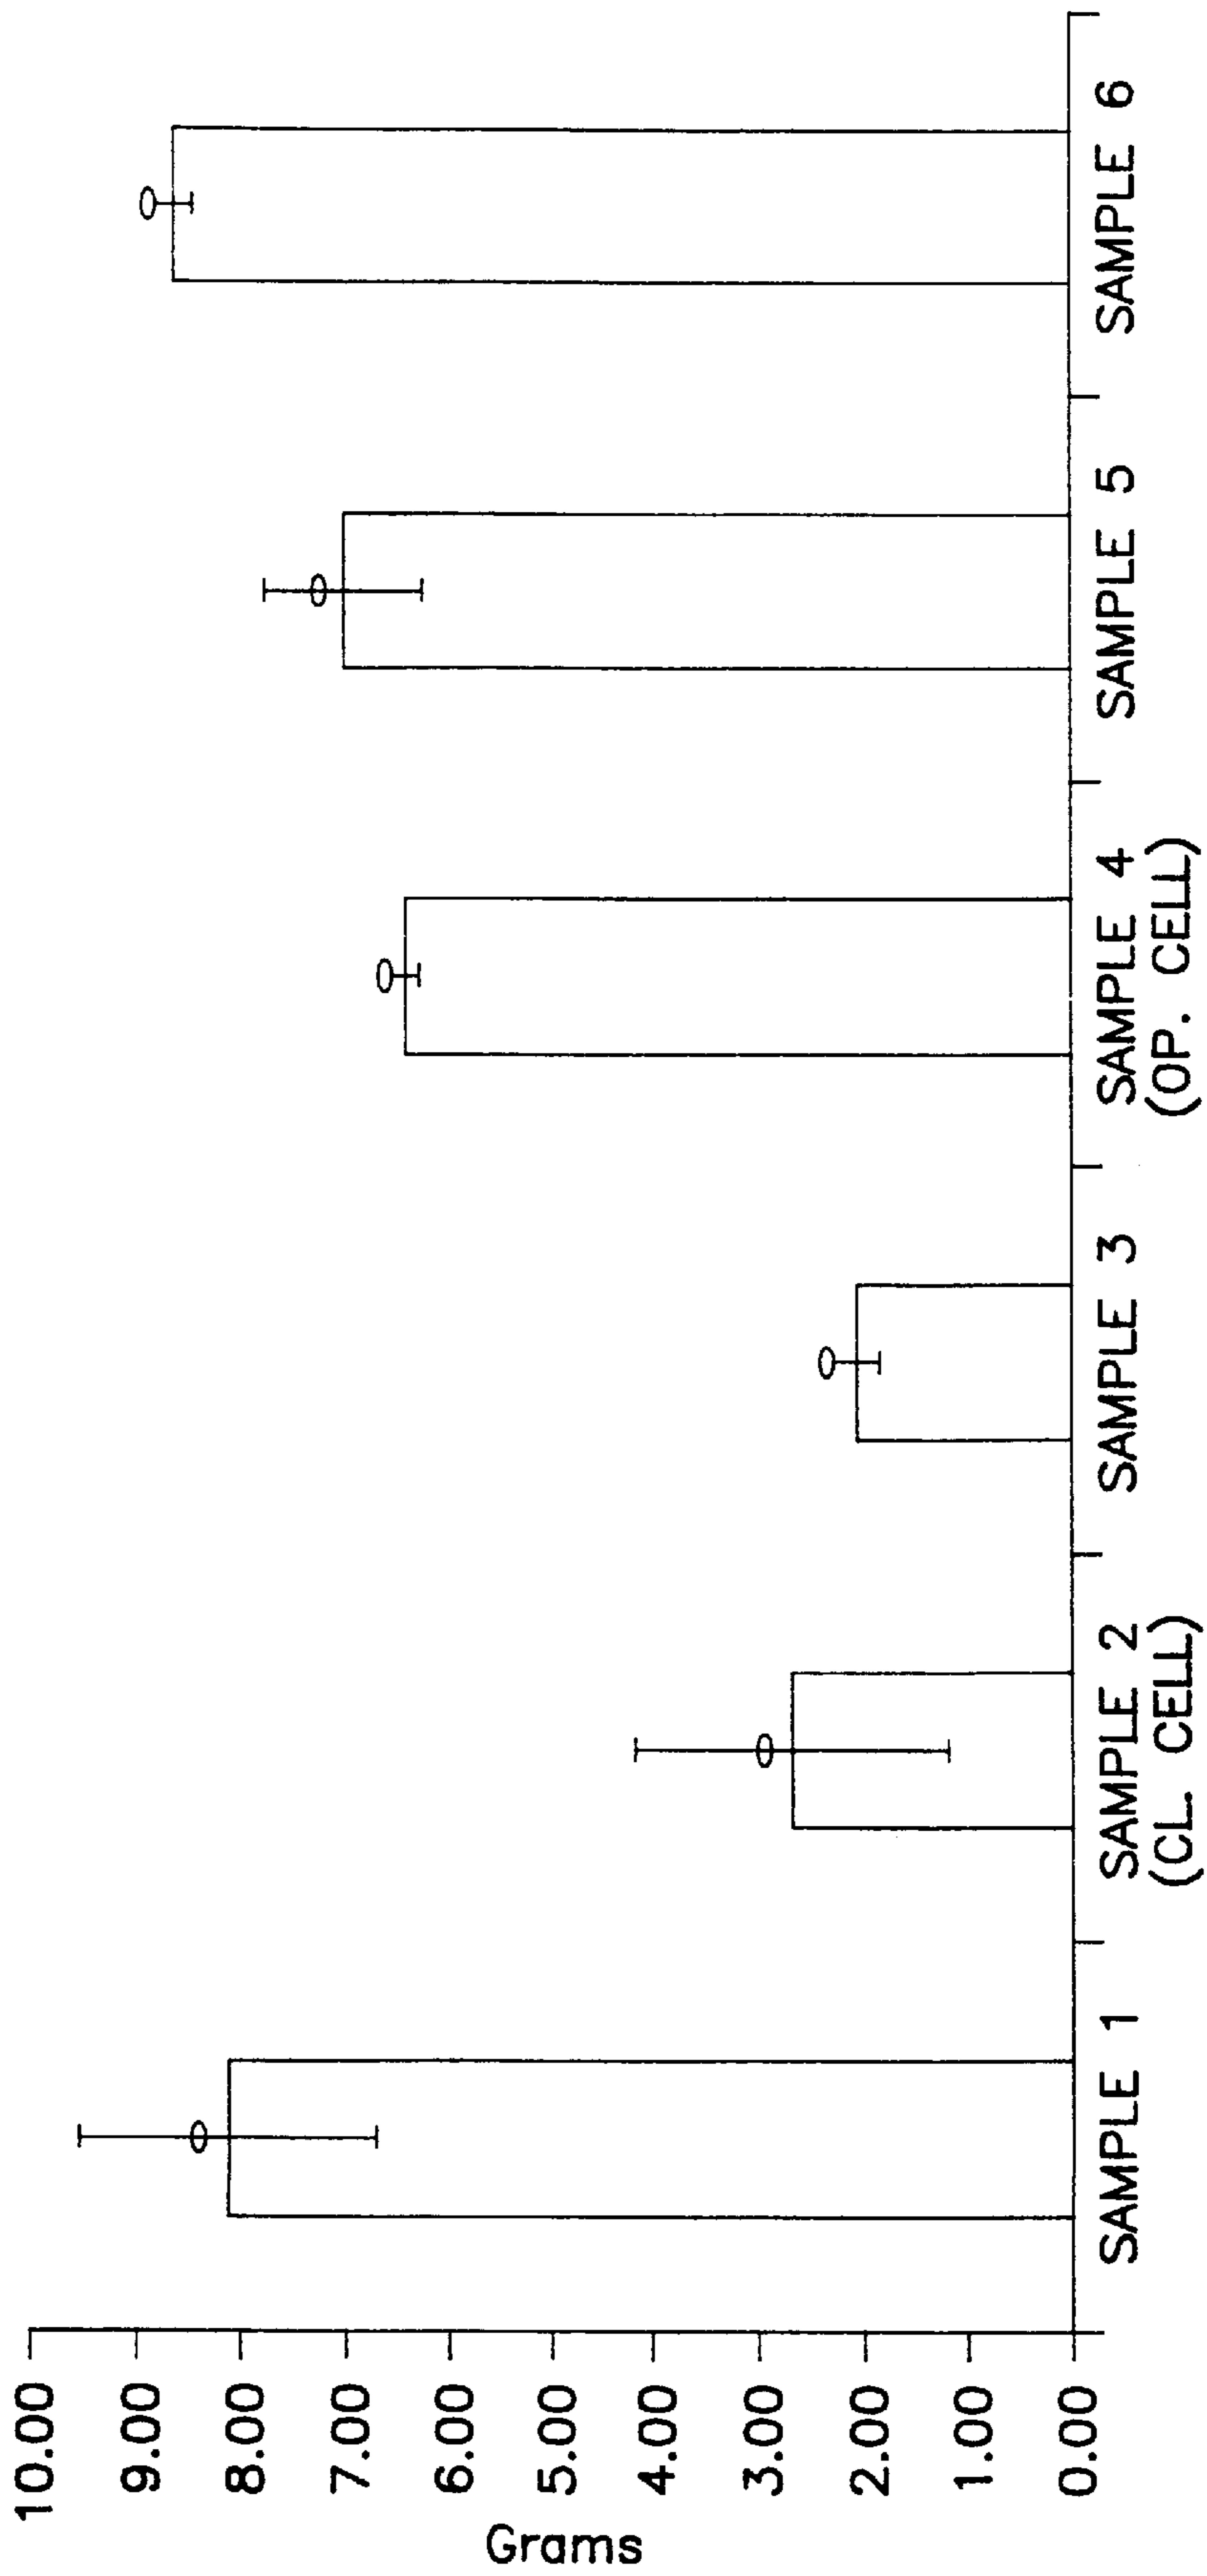 10.00
9.00
8.00
7.00
6.00
5.00
4.00
3.00
2.00
1.00
0.00
Grams
SAMPLE 1
SAMPLE 2
(CL. CELL)
SAMPLE 3
SAMPLE 4
(OP. CELL)
SAMPLE 5
SAMPLE 6